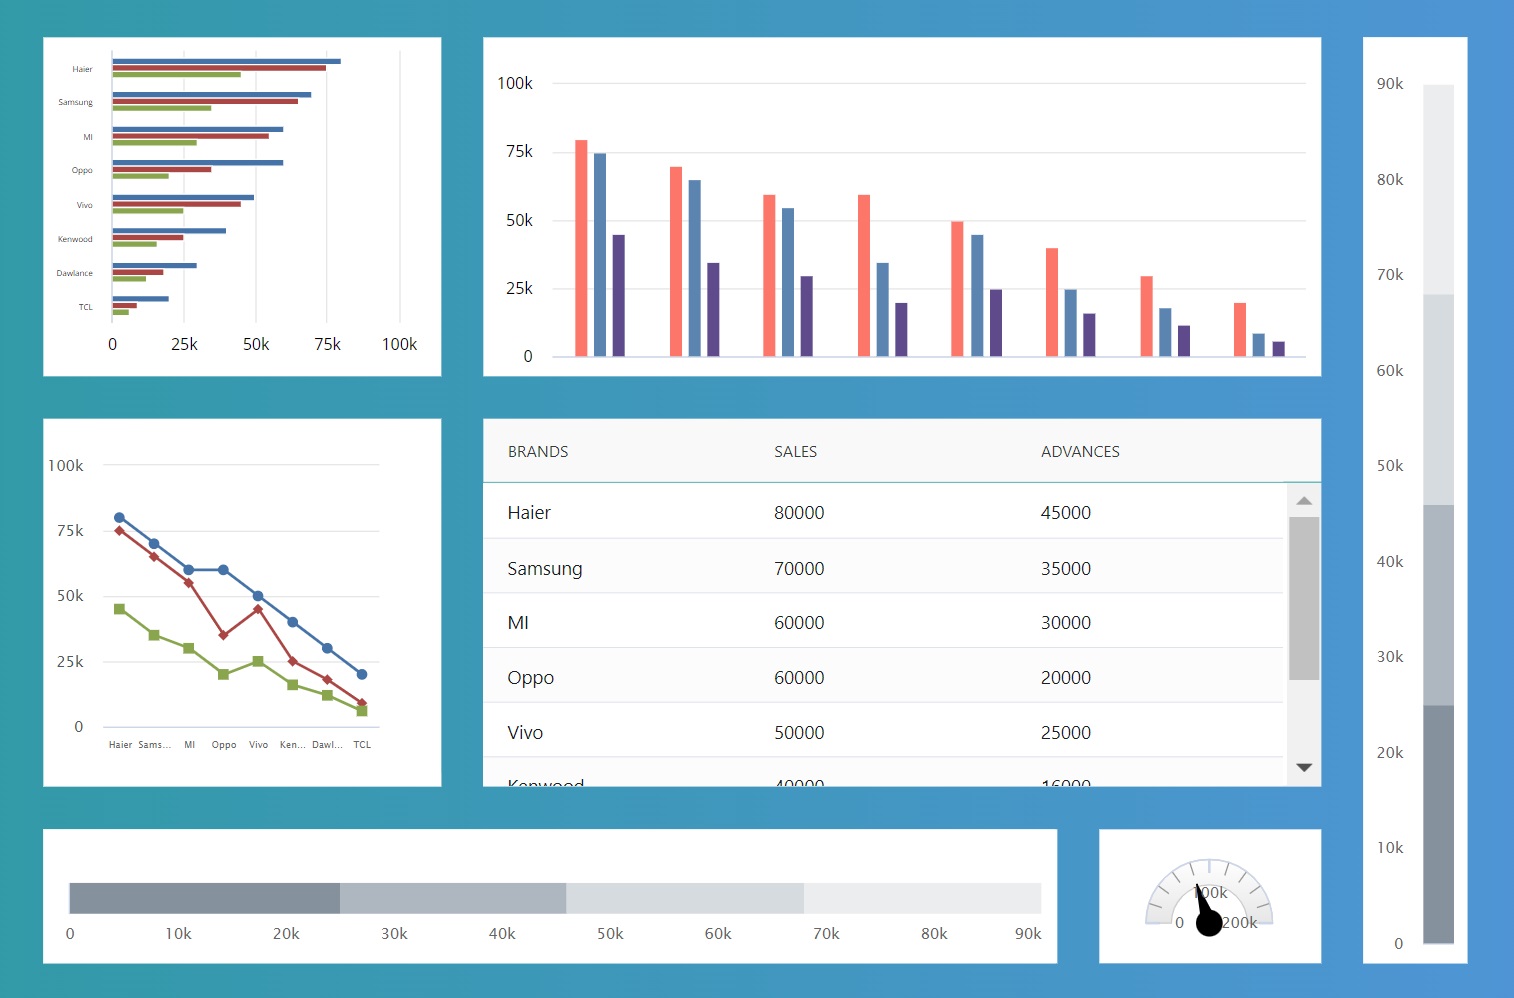 Haier
Samsung
MI
Oppo
Vivo
Kenwood
Dawlance
TCL
0 25k 50k 75k 100k
100k
75k
50k
25k
0
90k
80k
70k
60k
50k
40k
30k
20k
10k
0
100k
75k
50k
25k
0
Haier Sams... MI Oppo Vivo Ken... Dawl... TCL
BRANDS SALES ADVANCES
Haier 80000 45000
Samsung 70000 35000
MI 60000 30000
Oppo 60000 20000
Vivo 50000 25000
Kenwood 40000 16000
0 10k 20k 30k 40k 50k 60k 70k 80k 90k
100k
0 200k